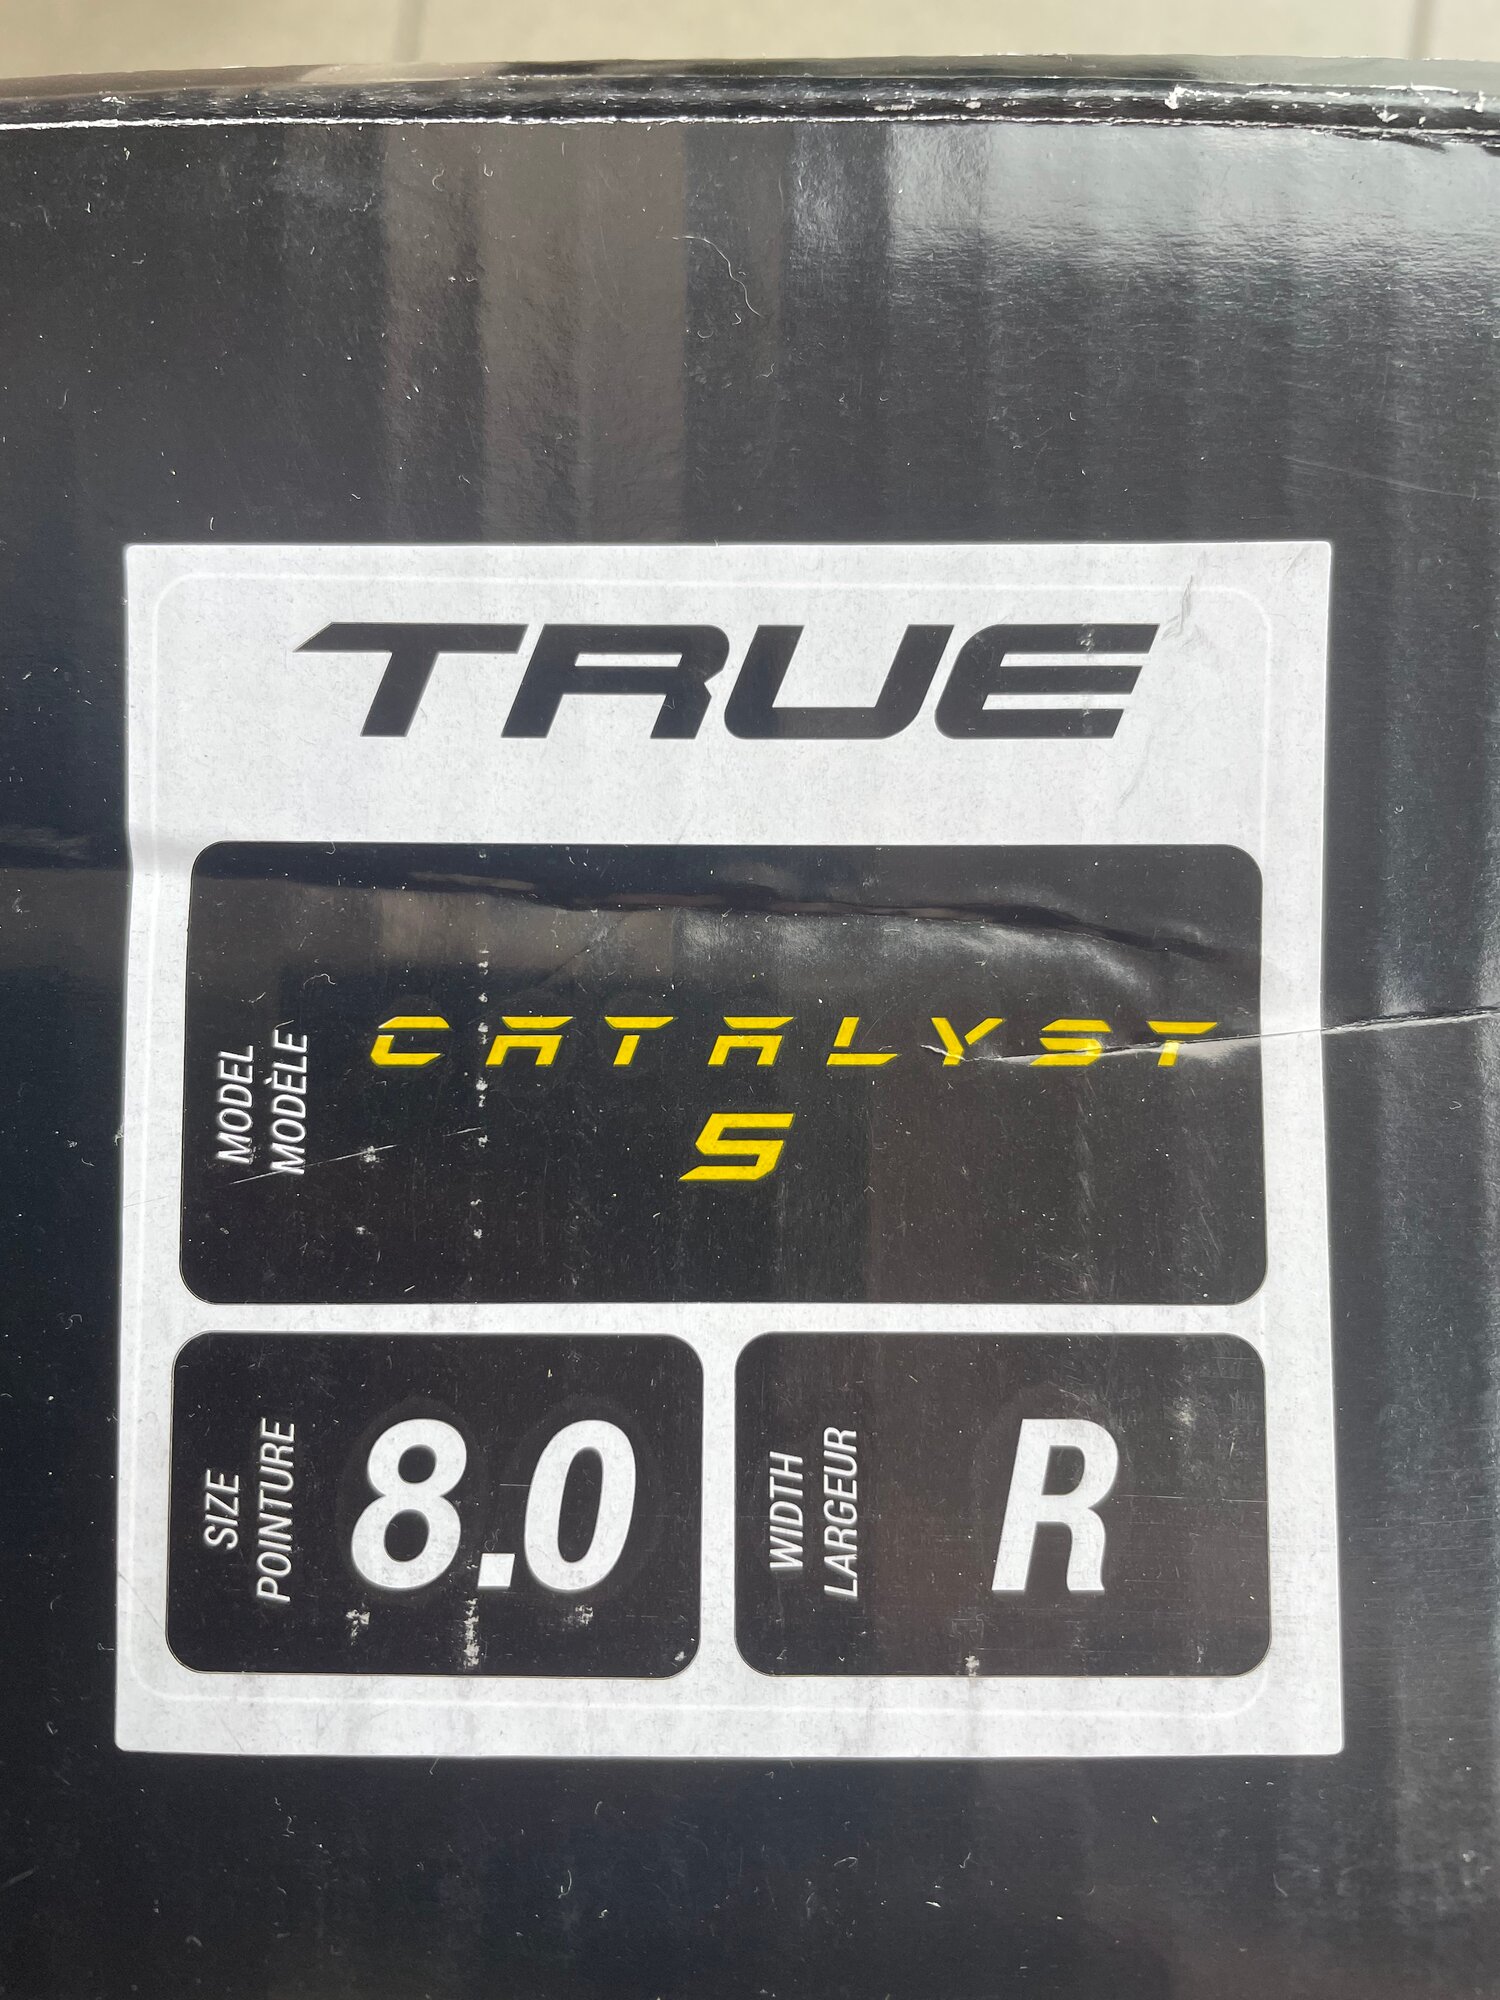 TRUE
MODEL
MODÈLE
CATALYST
5
SIZE
POINTURE
8.0
WIDTH
LARGEUR
R